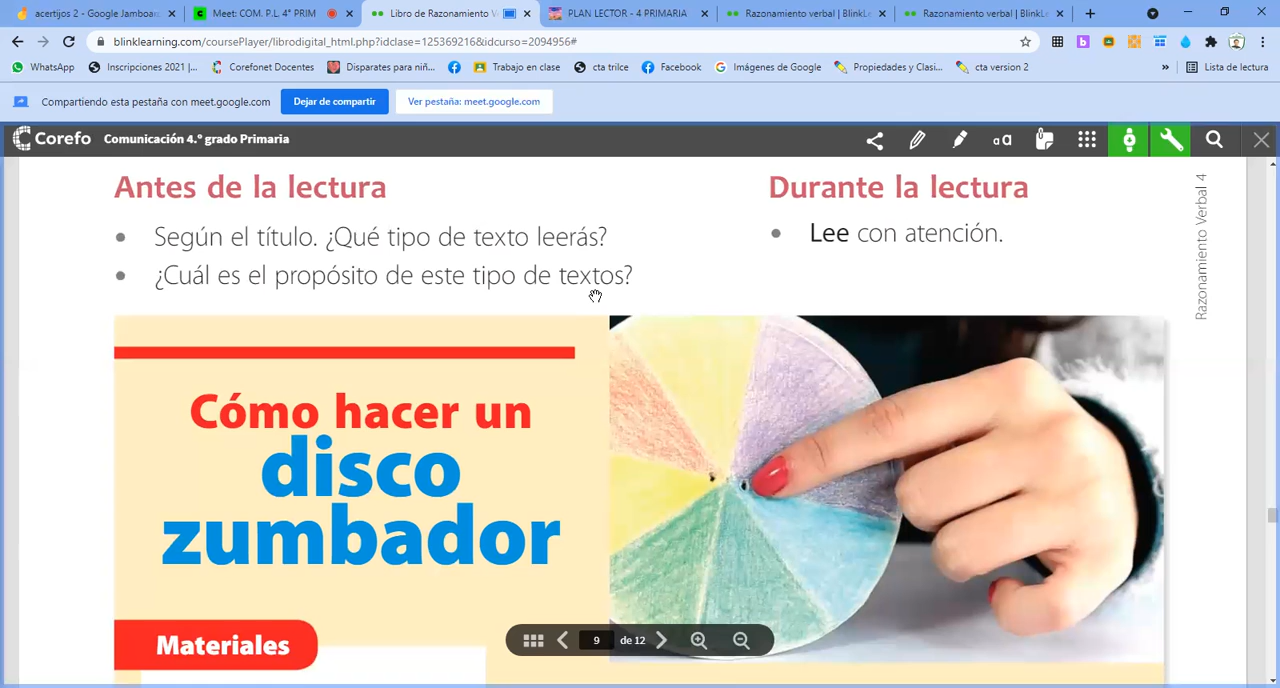 acertijos 2 - Google Jamboar
Meet: COM. P.L. 4° PRIM
Libro de Razonamiento V
PLAN LECTOR - 4 PRIMARIA
Razonamiento verbal | BlinkLe
Razonamiento verbal | BlinkLe
blinklearning.com/coursePlayer/librodigital_html.php?idclase=125369216&idcurso=2094956#
WhatsApp
Inscripciones 2021 |...
Corefonet Docentes
Disparates para niñ...
Trabajo en clase
cta trilce
Facebook
Imágenes de Google
Propiedades y Clasi...
cta version 2
»
Lista de lectura
Compartiendo esta pestaña con meet.google.com
Dejar de compartir
Ver pestaña: meet.google.com
Corefo
Comunicación 4.º grado Primaria
aa
Antes de la lectura
• Según el título. ¿Qué tipo de texto leerás?
• ¿Cuál es el propósito de este tipo de textos?
Durante la lectura
• Lee con atención.
Razonamiento Verbal 4
Cómo hacer un
disco
zumbador
Materiales
9 de 12